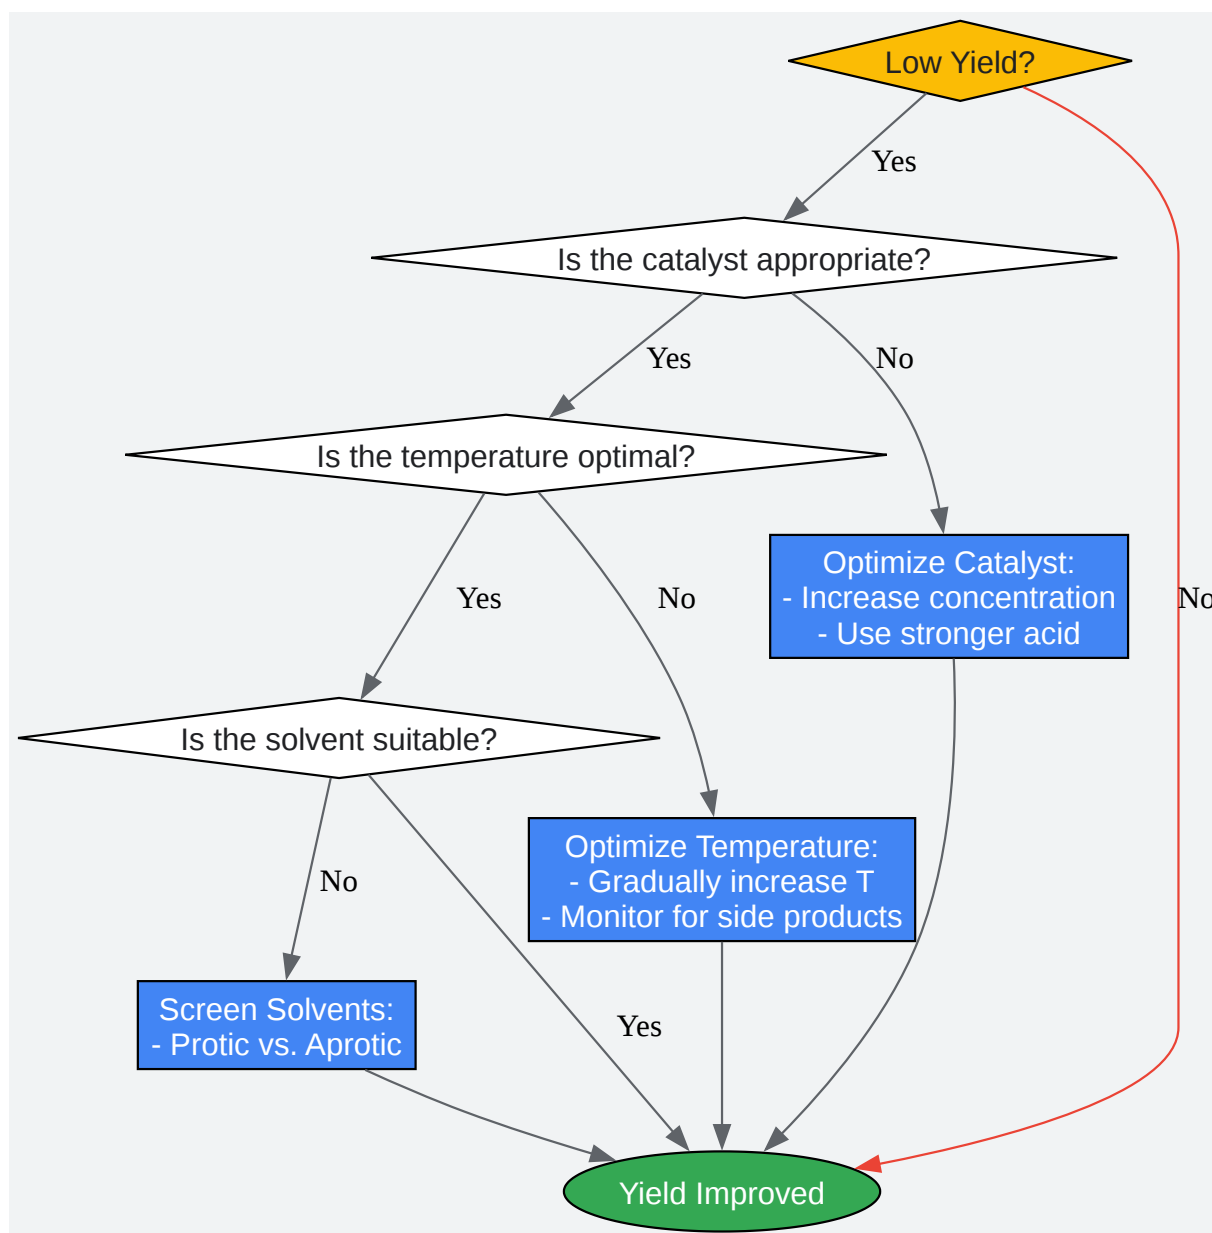 Low Yield?
Yes
Is the catalyst appropriate?
Yes
No
Is the temperature optimal?
Optimize Catalyst:
- Increase concentration
- Use stronger acid
Yes
No
No
Is the solvent suitable?
Optimize Temperature:
- Gradually increase T
- Monitor for side products
No
Screen Solvents:
- Protic vs. Aprotic
Yes
Yield Improved